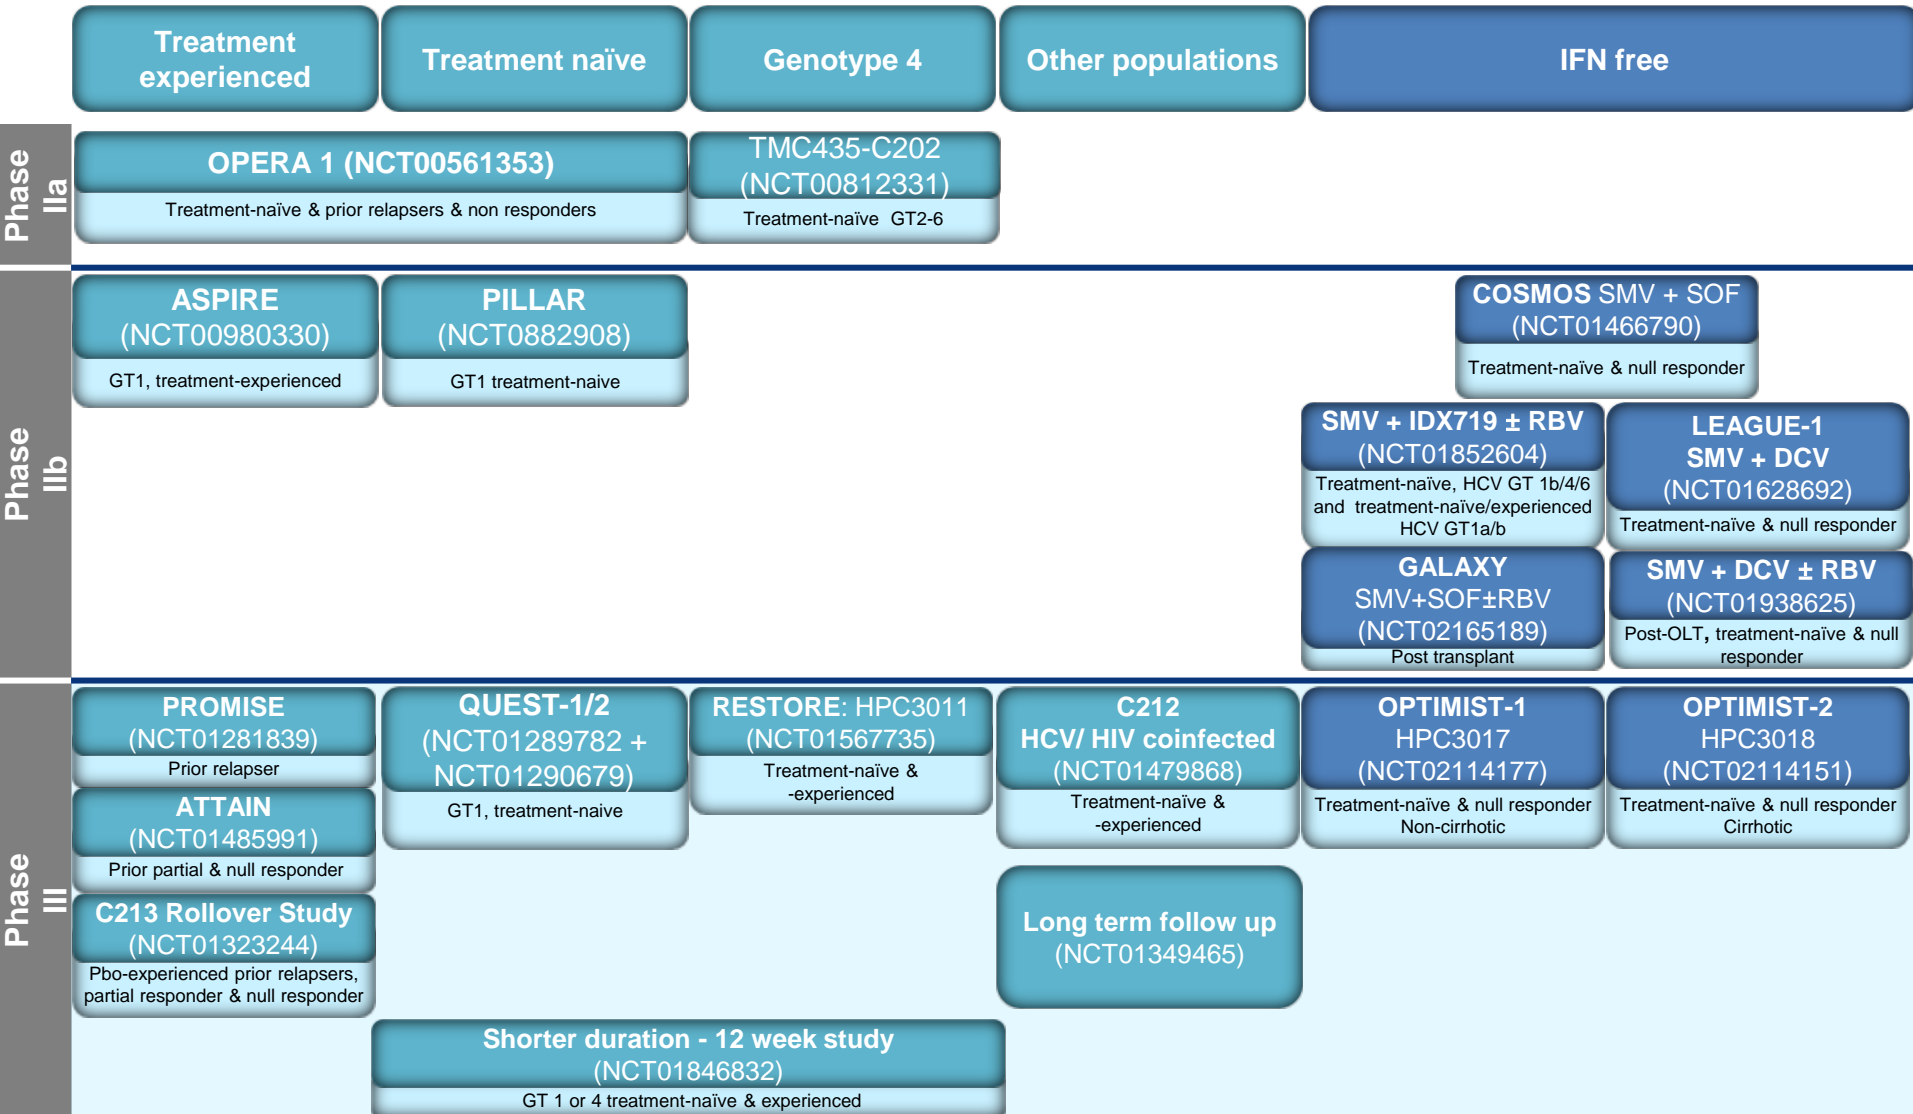 Treatment
experienced
Treatment naïve
Genotype 4
Other populations
IFN free
Phase
IIa
OPERA 1 (NCT00561353)
Treatment-naïve & prior relapsers & non responders
TMC435-C202
(NCT00812331)
Treatment-naïve GT2-6
Phase
IIb
ASPIRE
(NCT00980330)
GT1, treatment-experienced
PILLAR
(NCT0882908)
GT1 treatment-naive
COSMOS SMV + SOF
(NCT01466790)
Treatment-naïve & null responder
SMV + IDX719 ± RBV
(NCT01852604)
Treatment-naïve, HCV GT 1b/4/6
and treatment-naïve/experienced
HCV GT1a/b
LEAGUE-1
SMV + DCV
(NCT01628692)
Treatment-naïve & null responder
GALAXY
SMV+SOF±RBV
(NCT02165189)
Post transplant
SMV + DCV ± RBV
(NCT01938625)
Post-OLT, treatment-naïve & null
responder
Phase
III
PROMISE
(NCT01281839)
Prior relapser
ATTAIN
(NCT01485991)
Prior partial & null responder
C213 Rollover Study
(NCT01323244)
Pbo-experienced prior relapsers,
partial responder & null responder
QUEST-1/2
(NCT01289782 +
NCT01290679)
GT1, treatment-naive
RESTORE: HPC3011
(NCT01567735)
Treatment-naïve &
-experienced
C212
HCV/ HIV coinfected
(NCT01479868)
Treatment-naïve &
-experienced
Long term follow up
(NCT01349465)
OPTIMIST-1
HPC3017
(NCT02114177)
Treatment-naïve & null responder
Non-cirrhotic
OPTIMIST-2
HPC3018
(NCT02114151)
Treatment-naïve & null responder
Cirrhotic
Shorter duration - 12 week study
(NCT01846832)
GT 1 or 4 treatment-naïve & experienced